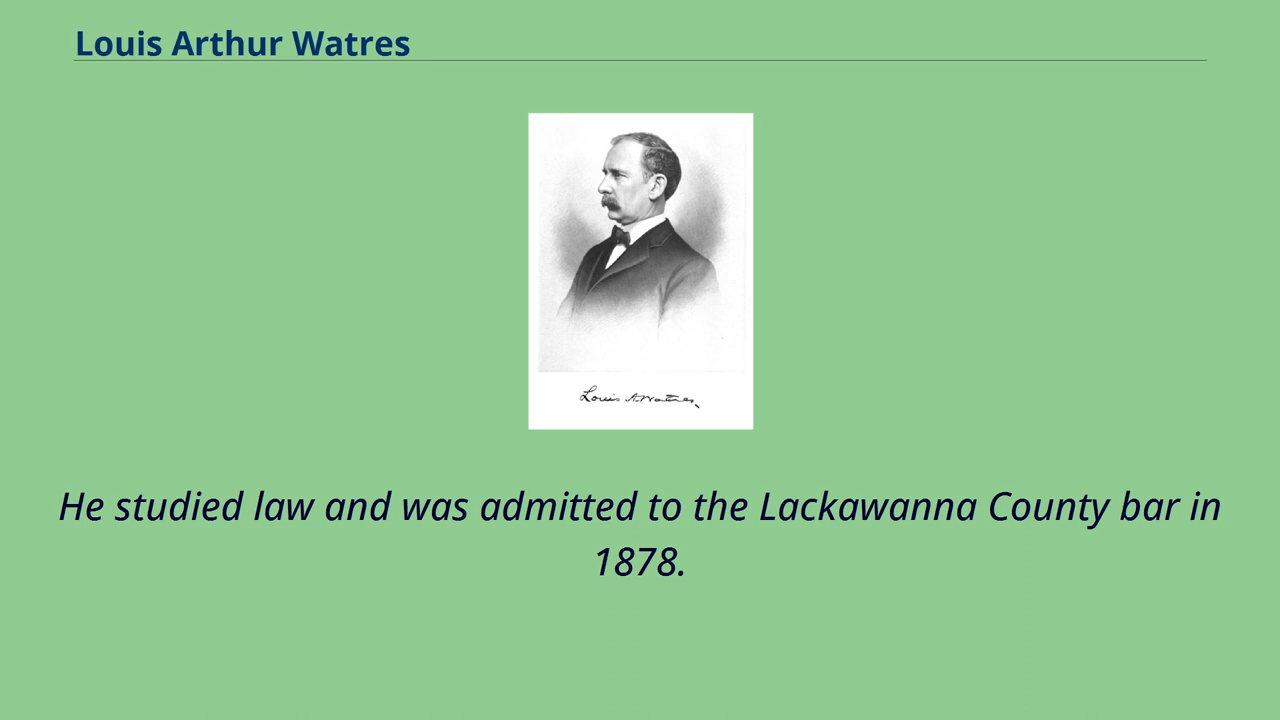 Louis Arthur Watres
Louis A. Watres
He studied law and was admitted to the Lackawanna County bar in
1878.